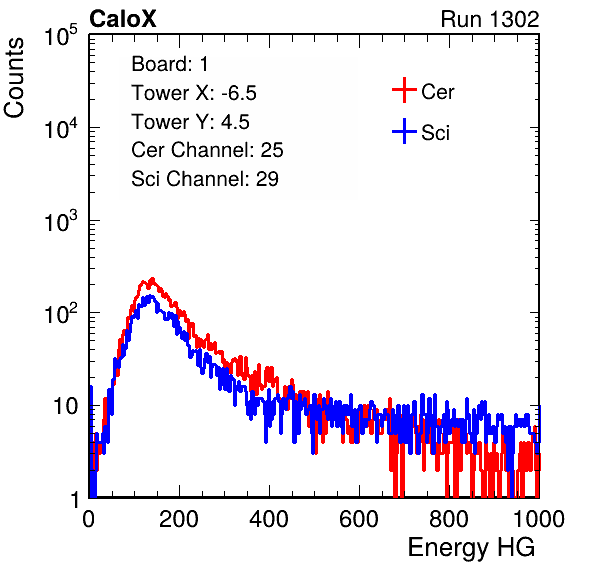 CaloX Run 1302
Counts
10^5
10^4
10^3
10^2
10
1
Board: 1
Tower X: -6.5
Tower Y: 4.5
Cer Channel: 25
Sci Channel: 29
Cer
Sci
0 200 400 600 800 1000
Energy HG